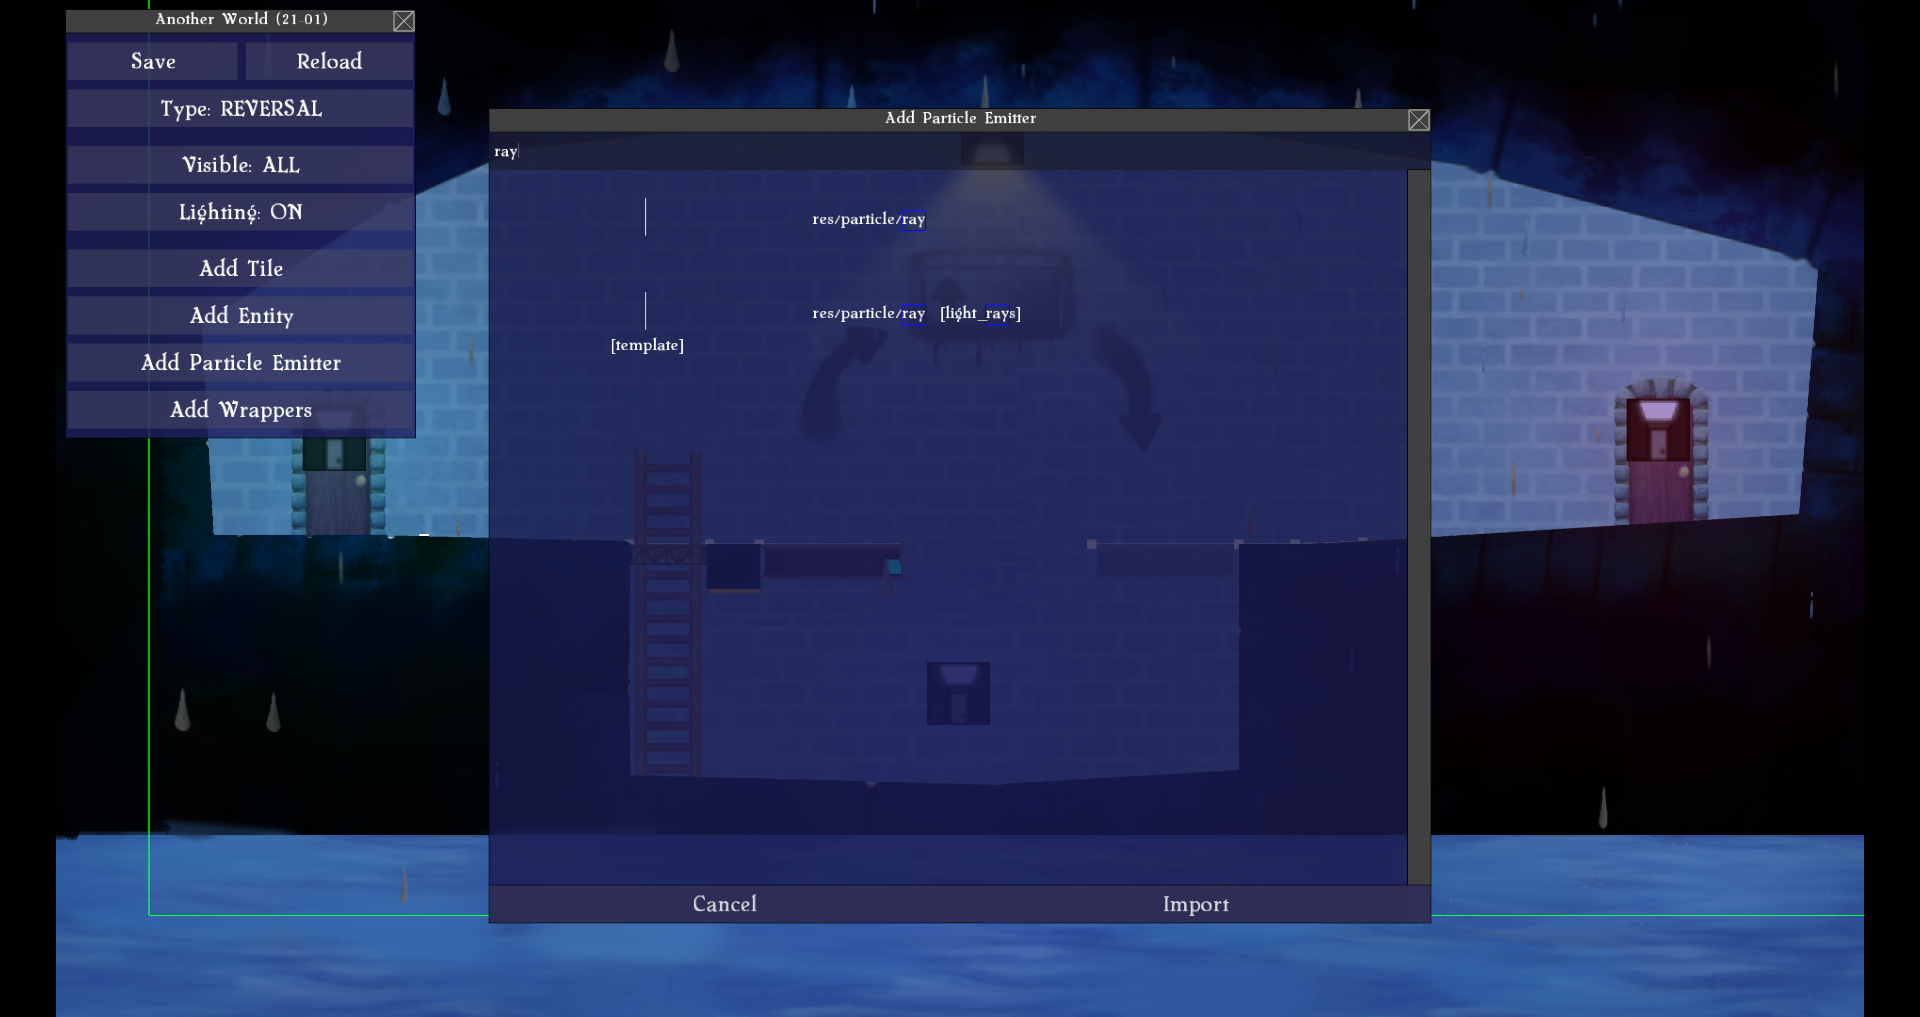 Another World (21-01)
Save
Reload
Type: REVERSAL
Visible: ALL
Lighting: ON
Add Tile
Add Entity
Add Particle Emitter
Add Wrappers
Add Particle Emitter
ray
res/particle/ray
res/particle/ray [light_rays]
[template]
Cancel
Import